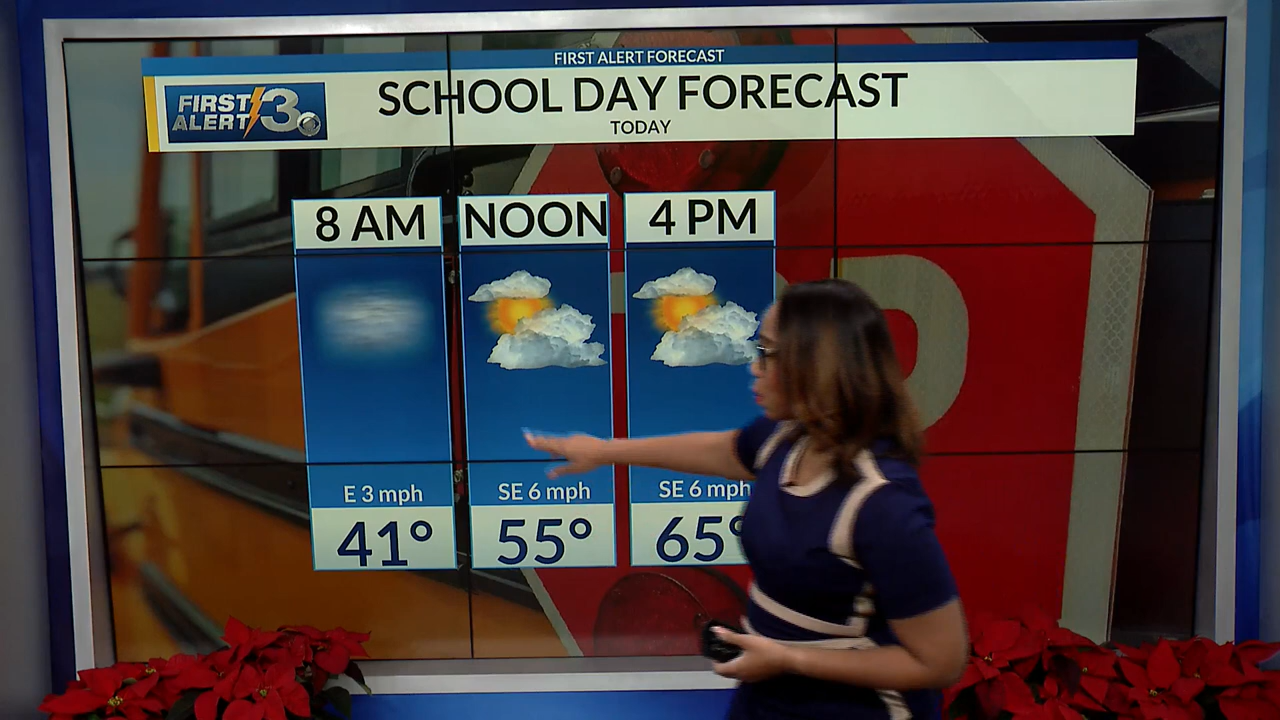 FIRST ALERT FORECAST
FIRST ALERT 3
SCHOOL DAY FORECAST
TODAY
8 AM
NOON
4 PM
P
E 3 mph
SE 6 mph
SE 6 mph
41°
55°
65°